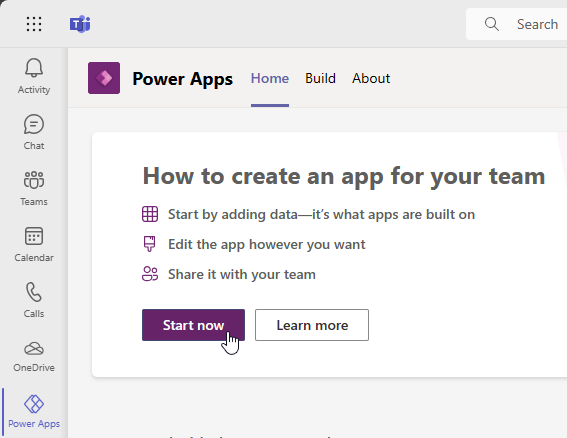 Search
Power Apps
Home
Build
About
Activity
Chat
Teams
Calendar
Calls
OneDrive
Power Apps
How to create an app for your team
Start by adding data—it's what apps are built on
Edit the app however you want
Share it with your team
Start now
Learn more